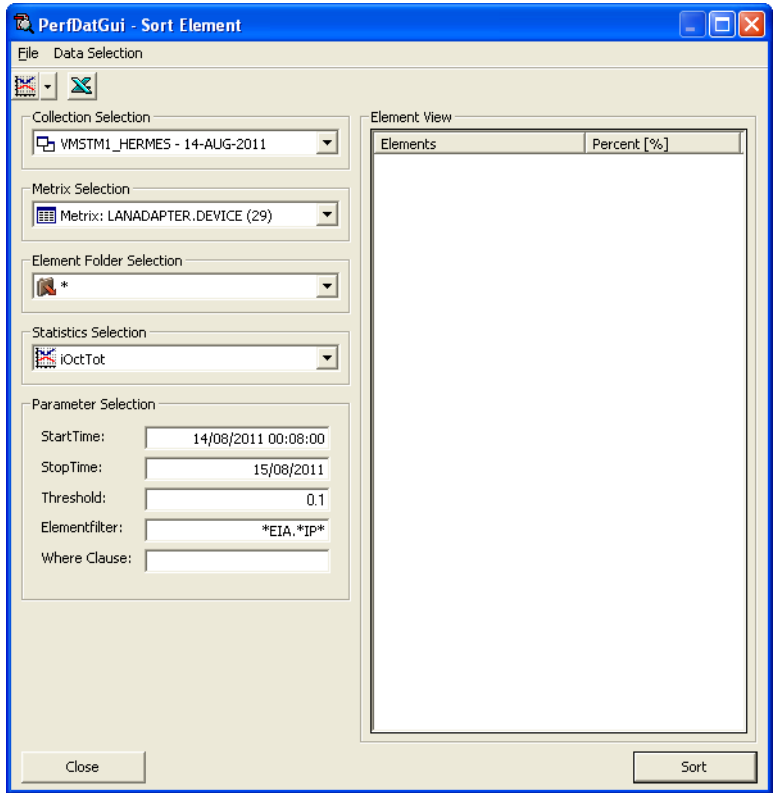 PerfDatGui - Sort Element
File Data Selection
Collection Selection
VMSTM1_HERMES - 14-AUG-2011
Metrix Selection
Metrix: LANADAPTER.DEVICE (29)
Element Folder Selection
*
Statistics Selection
iOctTot
Parameter Selection
StartTime: 14/08/2011 00:08:00
StopTime: 15/08/2011
Threshold: 0.1
Elementfilter: *EIA.*IP*
Where Clause:
Element View
Elements Percent [%]
Close Sort